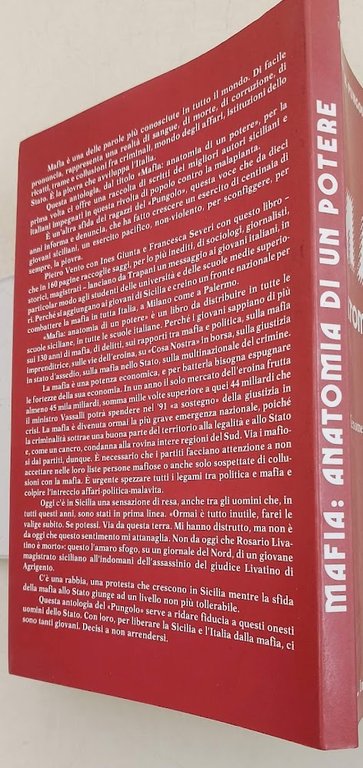 Mafia è una delle parole più conosciute in tutto il mondo. Di facile
pronuncia, rappresenta una realtà di sangue, di morte, di corruzione, di
ricatti, trame e collusioni fra criminali, mondo degli affari, istituzioni dello
Stato. È la piovra che avviluppa l'Italia.
Questa antologia, dal titolo «Mafia: anatomia di un potere», per la
prima volta ci offre una raccolta di scritti dei migliori autori siciliani e
italiani impegnati in questa rivolta di popolo contro la malapianta.
È un'altra sfida dei ragazzi del «Pungolo», questa voce che da dieci
anni informa e denuncia, che ha fatto crescere un esercito di centinaia di
giovani siciliani, un esercito pacifico, non-violento, per sconfiggere, per
sempre, la piovra.
Pietro Vento con Ines Giunta e Francesca Severi con questo libro -
che in 160 pagine raccoglie saggi, per lo più inediti, di sociologi, giornalisti,
storici, magistrati - lanciano da Trapani un messaggio ai giovani italiani, in
particolar modo agli studenti delle università e delle scuole medie superio-
ri. Perché si aggiungano ai giovani di Sicilia e creino un fronte nazionale per
combattere la mafia in tutta Italia, a Milano come a Palermo.
«Mafia: anatomia di un potere» è un libro da distribuire in tutte le
scuole siciliane, in tutte le scuole italiane. Perché i giovani sappiano di più
sui 130 anni di mafia, di delitti, sui rapporti tra mafia e politica, sulla mafia
imprenditrice, sulle vie dell'eroina, su «Cosa Nostra» in borsa, sulla giustizia
in stato d'assedio, sulla mafia nello Stato, sulla multinazionale del crimine.
La mafia è una potenza economica, e per batterla bisogna espugnare
le fortezze della sua economia. In un anno il solo mercato dell'eroina frutta
almeno 45 mila miliardi, somma mille volte superiore a quei 44 miliardi che
il ministro Vassalli potrà spendere nel '91 «a sostegno» della giustizia in
crisi. La mafia è divenuta ormai la più grave emergenza nazionale, poiché
la criminalità sottrae una buona parte del territorio alla legalità e allo Stato
e, come un cancro, condanna alla rovina intere regioni del Sud. Via i mafio-
si dai partiti, dunque. È necessario che i partiti facciano attenzione a non
accettare nelle loro liste persone mafiose o anche solo sospettate di collu-
sioni con la mafia. È urgente spezzare tutti i legami tra politica e mafia e
colpire l'intreccio affari-politica-malavita.
Oggi c'è in Sicilia una sensazione di resa, anche tra gli uomini che, in
tutti questi anni, sono stati in prima linea. «Ormai è tutto inutile, farei le
valige subito. Se potessi. Via da questa terra. Mi hanno distrutto, ma non è
da oggi che questo sentimento mi attanaglia. Non da oggi che Rosario Liva-
tino è morto»: questo l'amaro sfogo, su un giornale del Nord, di un giovane
magistrato siciliano all'indomani dell'assassinio del giudice Livatino di
Agrigento.
C'è una rabbia, una protesta che crescono in Sicilia mentre la sfida
della mafia allo Stato giunge ad un livello non più tollerabile.
Questa antologia del «Pungolo» serve a ridare fiducia a questi onesti
uomini dello Stato. Con loro, per liberare la Sicilia e l'Italia dalla mafia, ci
sono tanti giovani. Decisi a non arrendersi.
MAFIA: ANATOMIA DI UN POTERE